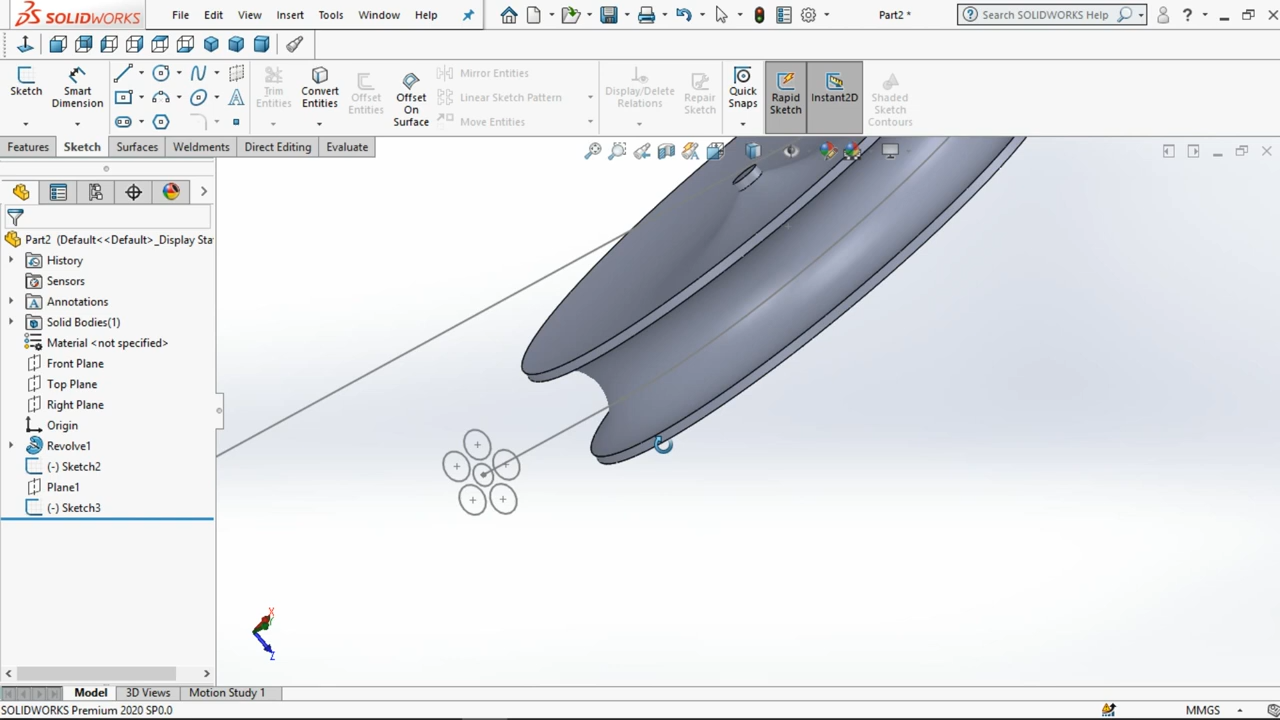 SOLIDWORKS
File Edit View Insert Tools Window Help
Part2 *
Search SOLIDWORKS Help
?
Sketch
Smart
Dimension
Trim
Entities
Convert
Entities
Offset
Entities
Offset
On
Surface
Mirror Entities
Linear Sketch Pattern
Move Entities
Display/Delete
Relations
Repair
Sketch
Quick
Snaps
Rapid
Sketch
Instant2D
Shaded
Sketch
Contours
Features Sketch Surfaces Weldments Direct Editing Evaluate
Part2 (Default<<Default>_Display Sta
History
Sensors
Annotations
Solid Bodies(1)
Material <not specified>
Front Plane
Top Plane
Right Plane
Origin
Revolve1
(-) Sketch2
Plane1
(-) Sketch3
X
Z
Model 3D Views Motion Study 1
SOLIDWORKS Premium 2020 SP0.0
MMGS